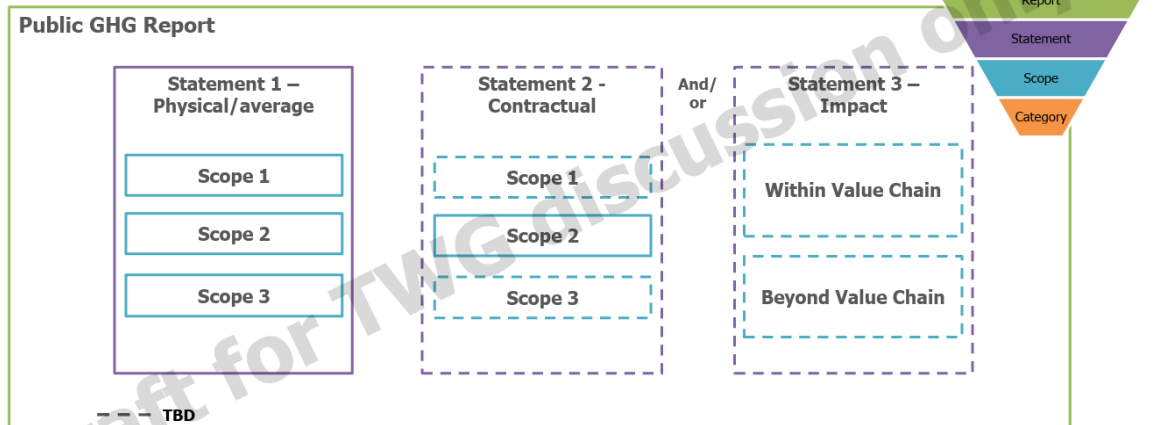 Public GHG Report
Report
Statement
Scope
Category
Statement 1 –
Physical/average
Scope 1
Scope 2
Scope 3
Statement 2 -
Contractual
Scope 1
Scope 2
Scope 3
And/
or
Statement 3 –
Impact
Within Value Chain
Beyond Value Chain
TBD
for TWG discussion only